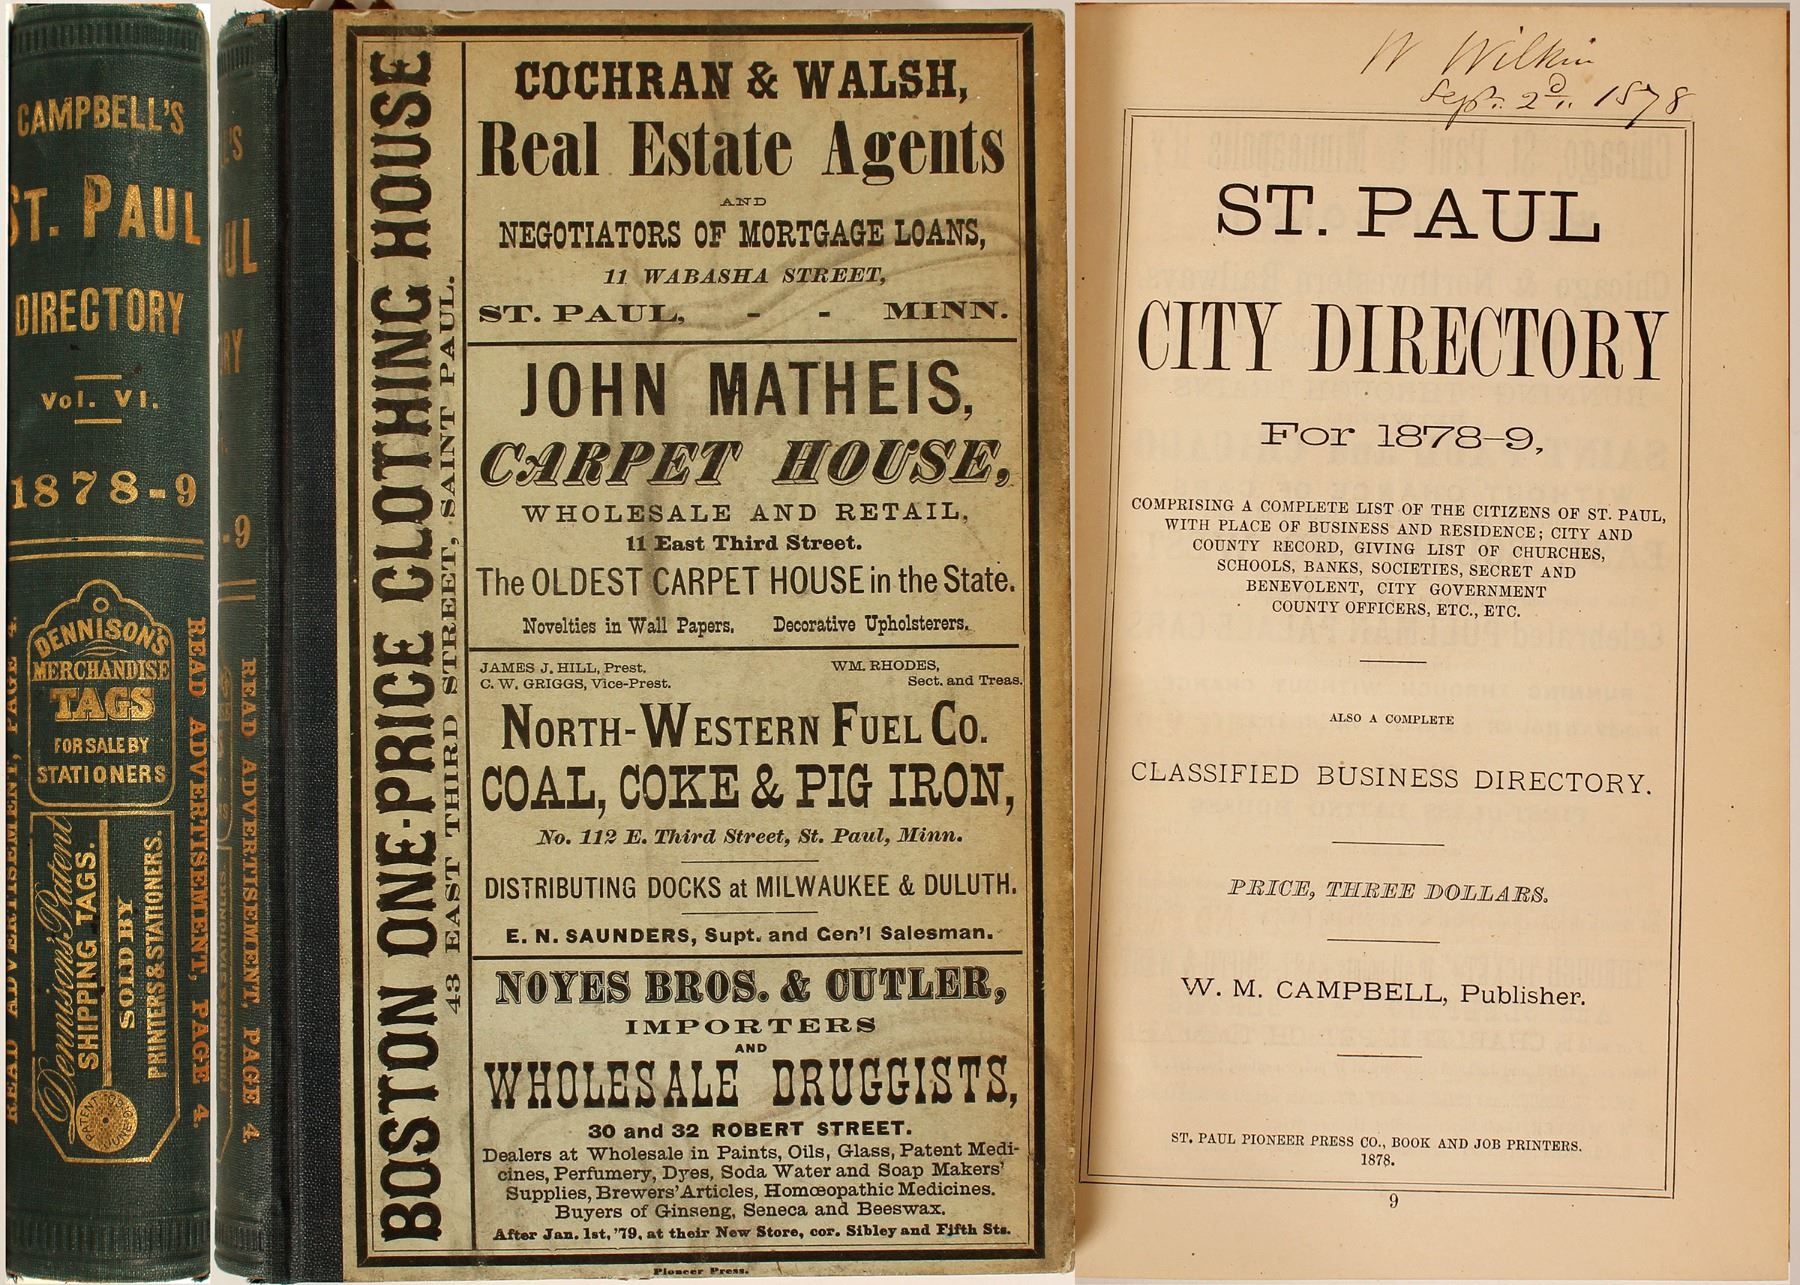 CAMPBELL'S
ST. PAUL
DIRECTORY
Vol. VI.
1878-9
DENNISON'S
MERCHANDISE
TAGS
FOR SALE BY
STATIONERS
Dennison's Patent
SHIPPING TAGS.
SOLD BY
PRINTERS & STATIONERS.
READ ADVERTISEMENT, PAGE 4.
READ ADVERTISEMENT, PAGE 4.
L'S
UL
RY
-9
READ ADVERTISEMENT, PAGE 4.
BOSTON ONE-PRICE CLOTHING HOUSE
43 EAST THIRD STREET, SAINT PAUL.
COCHRAN & WALSH,
Real Estate Agents
AND
NEGOTIATORS OF MORTGAGE LOANS,
11 WABASHA STREET,
ST. PAUL, - - MINN.
JOHN MATHEIS,
CARPET HOUSE,
WHOLESALE AND RETAIL,
11 East Third Street.
The OLDEST CARPET HOUSE in the State.
Novelties in Wall Papers. Decorative Upholsterers.
JAMES J. HILL, Prest. WM. RHODES,
C. W. GRIGGS, Vice-Prest. Sect. and Treas.
NORTH-WESTERN FUEL CO.
COAL, COKE & PIG IRON,
No. 112 E. Third Street, St. Paul, Minn.
DISTRIBUTING DOCKS at MILWAUKEE & DULUTH.
E. N. SAUNDERS, Supt. and Gen'l Salesman.
NOYES BROS. & CUTLER,
IMPORTERS
AND
WHOLESALE DRUGGISTS,
30 and 32 ROBERT STREET.
Dealers at Wholesale in Paints, Oils, Glass, Patent Medi-
cines, Perfumery, Dyes, Soda Water and Soap Makers'
Supplies, Brewers' Articles, Homœopathic Medicines.
Buyers of Ginseng, Seneca and Beeswax.
After Jan. 1st, '79, at their New Store, cor. Sibley and Fifth Sts.
Pioneer Press.
W Wilkin
Sept. 2d. 1878
ST. PAUL
CITY DIRECTORY
For 1878-9,
COMPRISING A COMPLETE LIST OF THE CITIZENS OF ST. PAUL,
WITH PLACE OF BUSINESS AND RESIDENCE; CITY AND
COUNTY RECORD, GIVING LIST OF CHURCHES,
SCHOOLS, BANKS, SOCIETIES, SECRET AND
BENEVOLENT, CITY GOVERNMENT
COUNTY OFFICERS, ETC., ETC.
ALSO A COMPLETE
CLASSIFIED BUSINESS DIRECTORY.
PRICE, THREE DOLLARS.
W. M. CAMPBELL, Publisher.
ST. PAUL PIONEER PRESS CO., BOOK AND JOB PRINTERS.
1878.
9